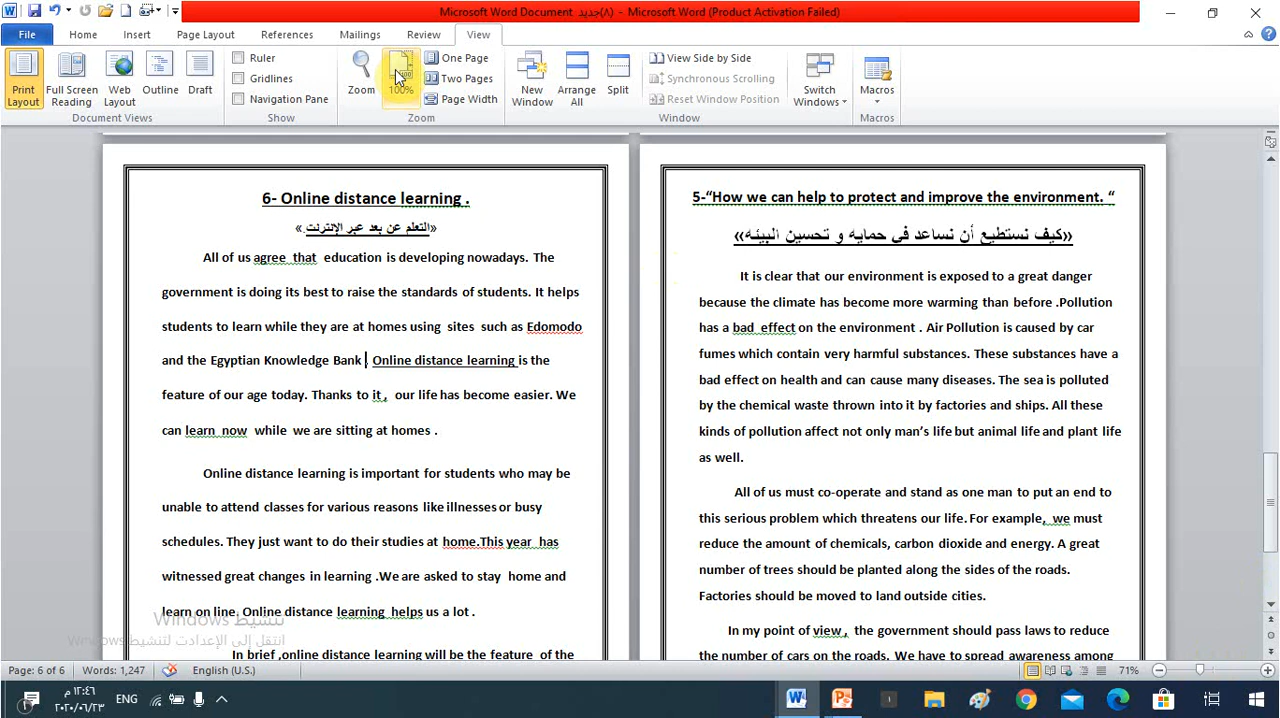 جديد(٨) - Microsoft Word Document - Microsoft Word (Product Activation Failed)
File Home Insert Page Layout References Mailings Review View
Print Layout
Full Screen Reading
Web Layout
Outline
Draft
Document Views
Ruler
Gridlines
Navigation Pane
Show
Zoom
100%
One Page
Two Pages
Page Width
Zoom
New Window
Arrange All
Split
View Side by Side
Synchronous Scrolling
Reset Window Position
Window
Switch Windows
Macros
Macros
6- Online distance learning .
«التعلم عن بعد عبر الإنترنت.»
All of us agree that education is developing nowadays. The
government is doing its best to raise the standards of students. It helps
students to learn while they are at homes using sites such as Edomodo
and the Egyptian Knowledge Bank . Online distance learning is the
feature of our age today. Thanks to it , our life has become easier. We
can learn now while we are sitting at homes .
Online distance learning is important for students who may be
unable to attend classes for various reasons like illnesses or busy
schedules. They just want to do their studies at home.This year has
witnessed great changes in learning .We are asked to stay home and
learn on line. Online distance learning helps us a lot .
In brief ,online distance learning will be the feature of the
5-“How we can help to protect and improve the environment. “
«كيف نستطيع أن نساعد في حمايه و تحسين البيئه»
It is clear that our environment is exposed to a great danger
because the climate has become more warming than before .Pollution
has a bad effect on the environment . Air Pollution is caused by car
fumes which contain very harmful substances. These substances have a
bad effect on health and can cause many diseases. The sea is polluted
by the chemical waste thrown into it by factories and ships. All these
kinds of pollution affect not only man’s life but animal life and plant life
as well.
All of us must co-operate and stand as one man to put an end to
this serious problem which threatens our life. For example, we must
reduce the amount of chemicals, carbon dioxide and energy. A great
number of trees should be planted along the sides of the roads.
Factories should be moved to land outside cities.
In my point of view , the government should pass laws to reduce
the number of cars on the roads. We have to spread awareness among
تنشيط Windows
انتقل إلى الإعدادت لتنشيط Windows
Page: 6 of 6 Words: 1,247 English (U.S.) 71%
ENG
١٢:٤٦ م
٢٠٢٠/٠٦/٢٣